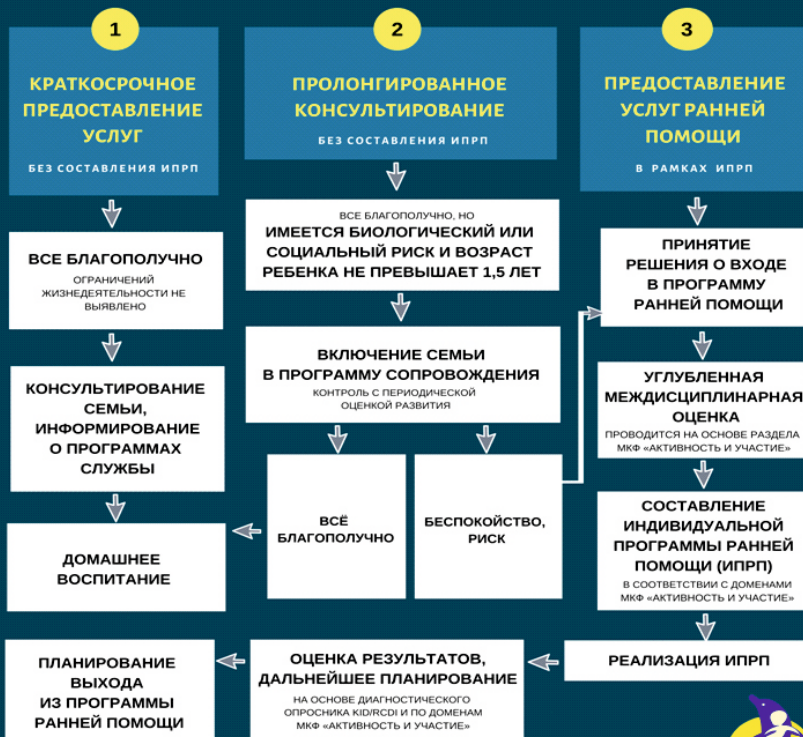 1
КРАТКОСРОЧНОЕ
ПРЕДОСТАВЛЕНИЕ
УСЛУГ
БЕЗ СОСТАВЛЕНИЯ ИПРП
ВСЕ БЛАГОПОЛУЧНО
ОГРАНИЧЕНИЙ
ЖИЗНЕДЕЯТЕЛЬНОСТИ НЕ
ВЫЯВЛЕНО
КОНСУЛЬТИРОВАНИЕ
СЕМЬИ,
ИНФОРМИРОВАНИЕ
О ПРОГРАММАХ
СЛУЖБЫ
ДОМАШНЕЕ
ВОСПИТАНИЕ
2
ПРОЛОНГИРОВАННОЕ
КОНСУЛЬТИРОВАНИЕ
БЕЗ СОСТАВЛЕНИЯ ИПРП
ВСЕ БЛАГОПОЛУЧНО, НО
ИМЕЕТСЯ БИОЛОГИЧЕСКИЙ ИЛИ
СОЦИАЛЬНЫЙ РИСК И ВОЗРАСТ
РЕБЕНКА НЕ ПРЕВЫШАЕТ 1,5 ЛЕТ
ВКЛЮЧЕНИЕ СЕМЬИ
В ПРОГРАММУ СОПРОВОЖДЕНИЯ
КОНТРОЛЬ С ПЕРИОДИЧЕСКОЙ
ОЦЕНКОЙ РАЗВИТИЯ
ВСЁ
БЛАГОПОЛУЧНО
БЕСПОКОЙСТВО,
РИСК
3
ПРЕДОСТАВЛЕНИЕ
УСЛУГ РАННЕЙ
ПОМОЩИ
В РАМКАХ ИПРП
ПРИНЯТИЕ
РЕШЕНИЯ О ВХОДЕ
В ПРОГРАММУ
РАННЕЙ ПОМОЩИ
УГЛУБЛЕННАЯ
МЕЖДИСЦИПЛИНАРНАЯ
ОЦЕНКА
ПРОВОДИТСЯ НА ОСНОВЕ РАЗДЕЛА
МКФ «АКТИВНОСТЬ И УЧАСТИЕ»
СОСТАВЛЕНИЕ
ИНДИВИДУАЛЬНОЙ
ПРОГРАММЫ РАННЕЙ
ПОМОЩИ (ИПРП)
В СООТВЕТСТВИИ С ДОМЕНАМИ
МКФ «АКТИВНОСТЬ И УЧАСТИЕ»
РЕАЛИЗАЦИЯ ИПРП
ОЦЕНКА РЕЗУЛЬТАТОВ,
ДАЛЬНЕЙШЕЕ ПЛАНИРОВАНИЕ
НА ОСНОВЕ ДИАГНОСТИЧЕСКОГО
ОПРОСНИКА KID/RCDI И ПО ДОМЕНАМ
МКФ «АКТИВНОСТЬ И УЧАСТИЕ»
ПЛАНИРОВАНИЕ
ВЫХОДА
ИЗ ПРОГРАММЫ
РАННЕЙ ПОМОЩИ